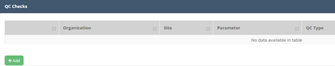 QC Checks
Organization Site Parameter QC Type
No data available in table
+Add